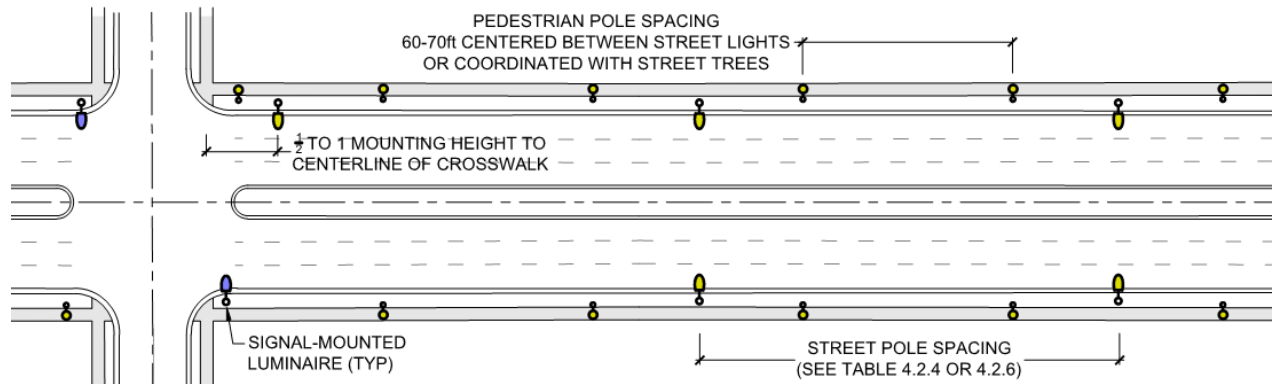 PEDESTRIAN POLE SPACING
60-70ft CENTERED BETWEEN STREET LIGHTS
OR COORDINATED WITH STREET TREES
½ TO 1 MOUNTING HEIGHT TO
CENTERLINE OF CROSSWALK
SIGNAL-MOUNTED
LUMINAIRE (TYP)
STREET POLE SPACING
(SEE TABLE 4.2.4 OR 4.2.6)